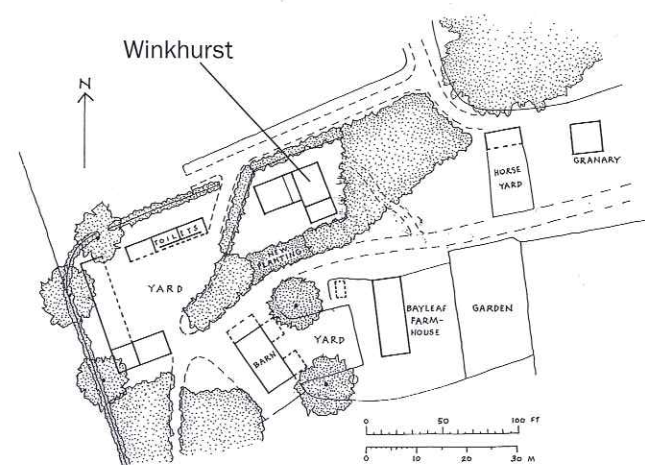 Winkhurst
N
GRANARY
HORSE
YARD
TOILETS
NEW
PLANTING
YARD
BAYLEAF
FARM-
HOUSE
GARDEN
YARD
BARN
0 100 FT
0 10 20 30 M